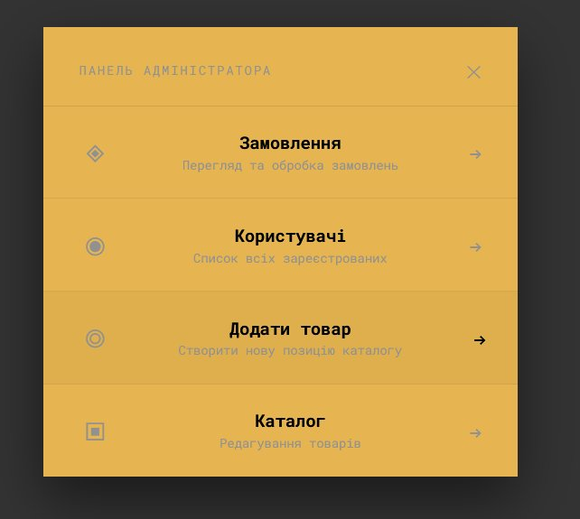 ПАНЕЛЬ АДМІНІСТРАТОРА
Замовлення
Перегляд та обробка замовлень
Користувачі
Список всіх зареєстрованих
Додати товар
Створити нову позицію каталогу
Каталог
Редагування товарів